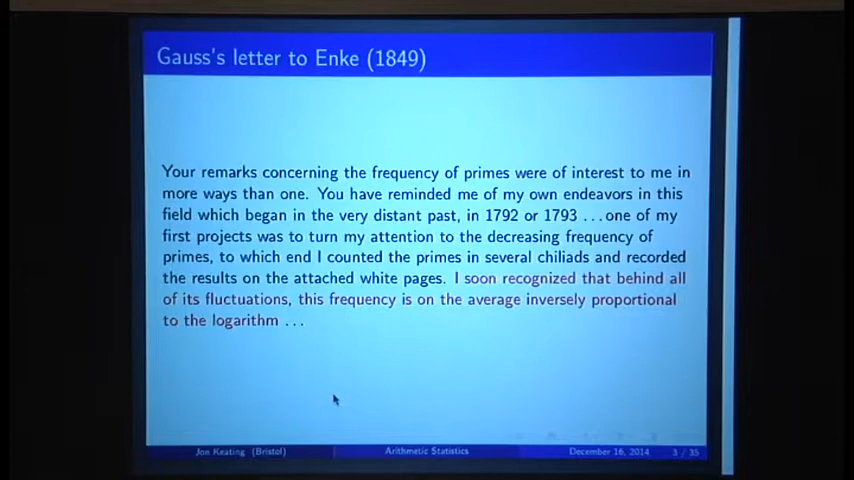 Gauss's letter to Enke (1849)
Your remarks concerning the frequency of primes were of interest to me in
more ways than one. You have reminded me of my own endeavors in this
field which began in the very distant past, in 1792 or 1793 ...one of my
first projects was to turn my attention to the decreasing frequency of
primes, to which end I counted the primes in several chiliads and recorded
the results on the attached white pages. I soon recognized that behind all
of its fluctuations, this frequency is on the average inversely proportional
to the logarithm ...
Jon Keating (Bristol) Arithmetic Statistics December 16, 2014 3 / 35